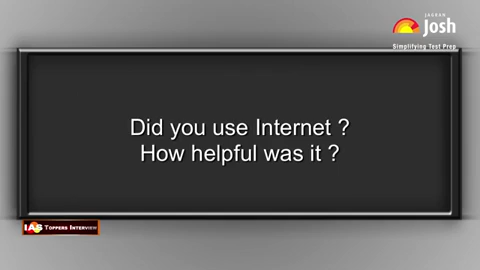 JAGRAN
Josh
Simplifying Test Prep
Did you use Internet ?
How helpful was it ?
IAS TOPPERS INTERVIEW